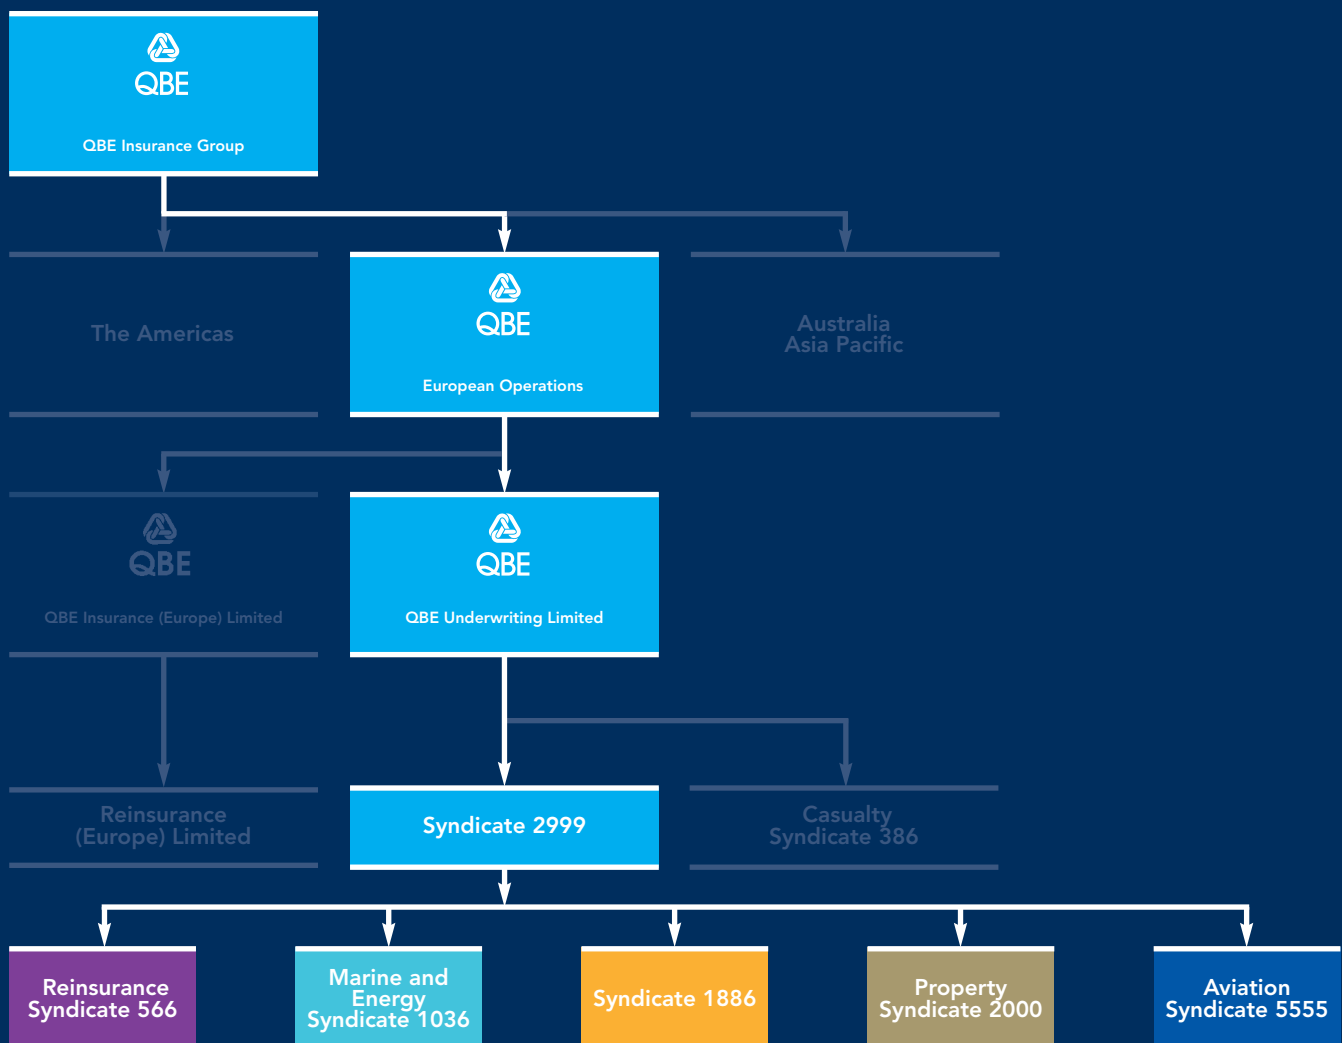 QBE
QBE Insurance Group
The Americas
QBE
European Operations
Australia
Asia Pacific
QBE
QBE Insurance (Europe) Limited
QBE
QBE Underwriting Limited
Reinsurance
(Europe) Limited
Syndicate 2999
Casualty
Syndicate 386
Reinsurance
Syndicate 566
Marine and
Energy
Syndicate 1036
Syndicate 1886
Property
Syndicate 2000
Aviation
Syndicate 5555